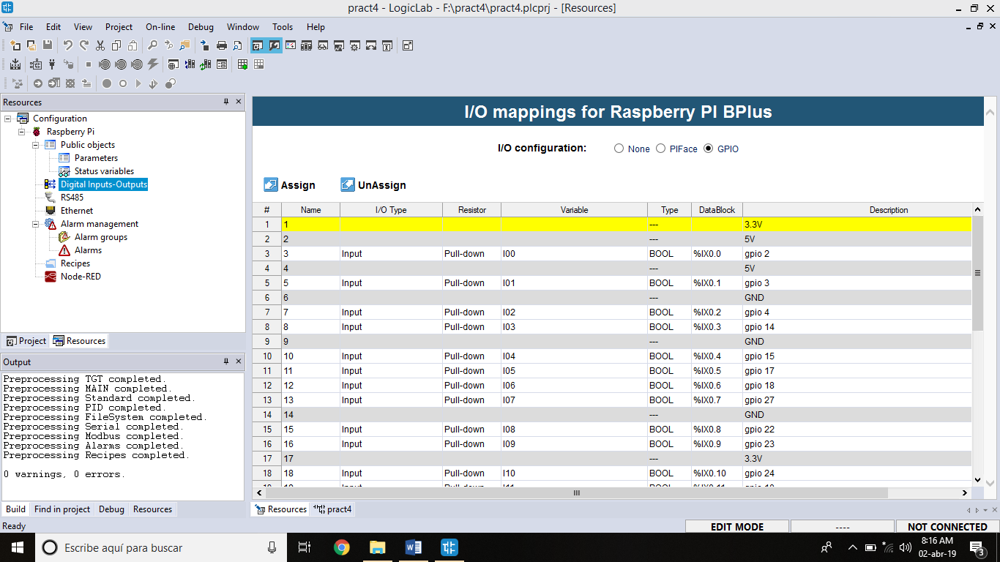 pract4 - LogicLab - F:\pract4\pract4.plcprj - [Resources]
File Edit View Project On-line Debug Window Tools Help
Resources
Configuration
Raspberry Pi
Public objects
Parameters
Status variables
Digital Inputs-Outputs
RS485
Ethernet
Alarm management
Alarm groups
Alarms
Recipes
Node-RED
Project Resources
Output
Preprocessing TGT completed.
Preprocessing MAIN completed.
Preprocessing Standard completed.
Preprocessing PID completed.
Preprocessing FileSystem completed.
Preprocessing Serial completed.
Preprocessing Modbus completed.
Preprocessing Alarms completed.
Preprocessing Recipes completed.
0 warnings, 0 errors.
Build Find in project Debug Resources
I/O mappings for Raspberry PI BPlus
I/O configuration: None PIFace GPIO
Assign UnAssign
# Name I/O Type Resistor Variable Type DataBlock Description
1 1 --- 3.3V
2 2 --- 5V
3 3 Input Pull-down I00 BOOL %IX0.0 gpio 2
4 4 --- 5V
5 5 Input Pull-down I01 BOOL %IX0.1 gpio 3
6 6 --- GND
7 7 Input Pull-down I02 BOOL %IX0.2 gpio 4
8 8 Input Pull-down I03 BOOL %IX0.3 gpio 14
9 9 --- GND
10 10 Input Pull-down I04 BOOL %IX0.4 gpio 15
11 11 Input Pull-down I05 BOOL %IX0.5 gpio 17
12 12 Input Pull-down I06 BOOL %IX0.6 gpio 18
13 13 Input Pull-down I07 BOOL %IX0.7 gpio 27
14 14 --- GND
15 15 Input Pull-down I08 BOOL %IX0.8 gpio 22
16 16 Input Pull-down I09 BOOL %IX0.9 gpio 23
17 17 --- 3.3V
18 18 Input Pull-down I10 BOOL %IX0.10 gpio 24
Resources pract4
Ready EDIT MODE ---- NOT CONNECTED
Escribe aquí para buscar
8:16 AM
02-abr-19
3